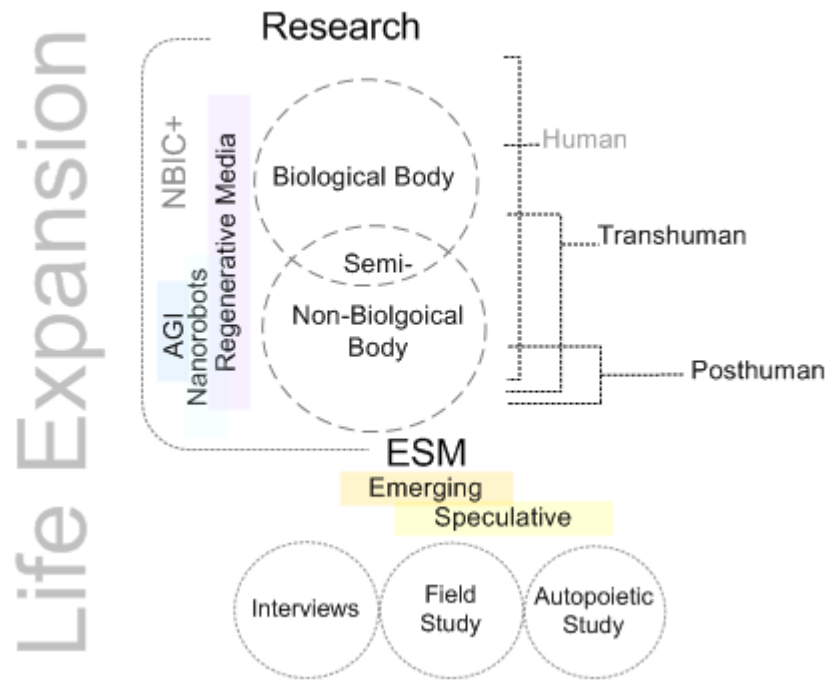 Life Expansion
Research
NBIC+
Regenerative Media
AGI
Nanorobots
Biological Body
Semi-
Non-Biolgoical
Body
Human
Transhuman
Posthuman
ESM
Emerging
Speculative
Interviews
Field
Study
Autopoietic
Study